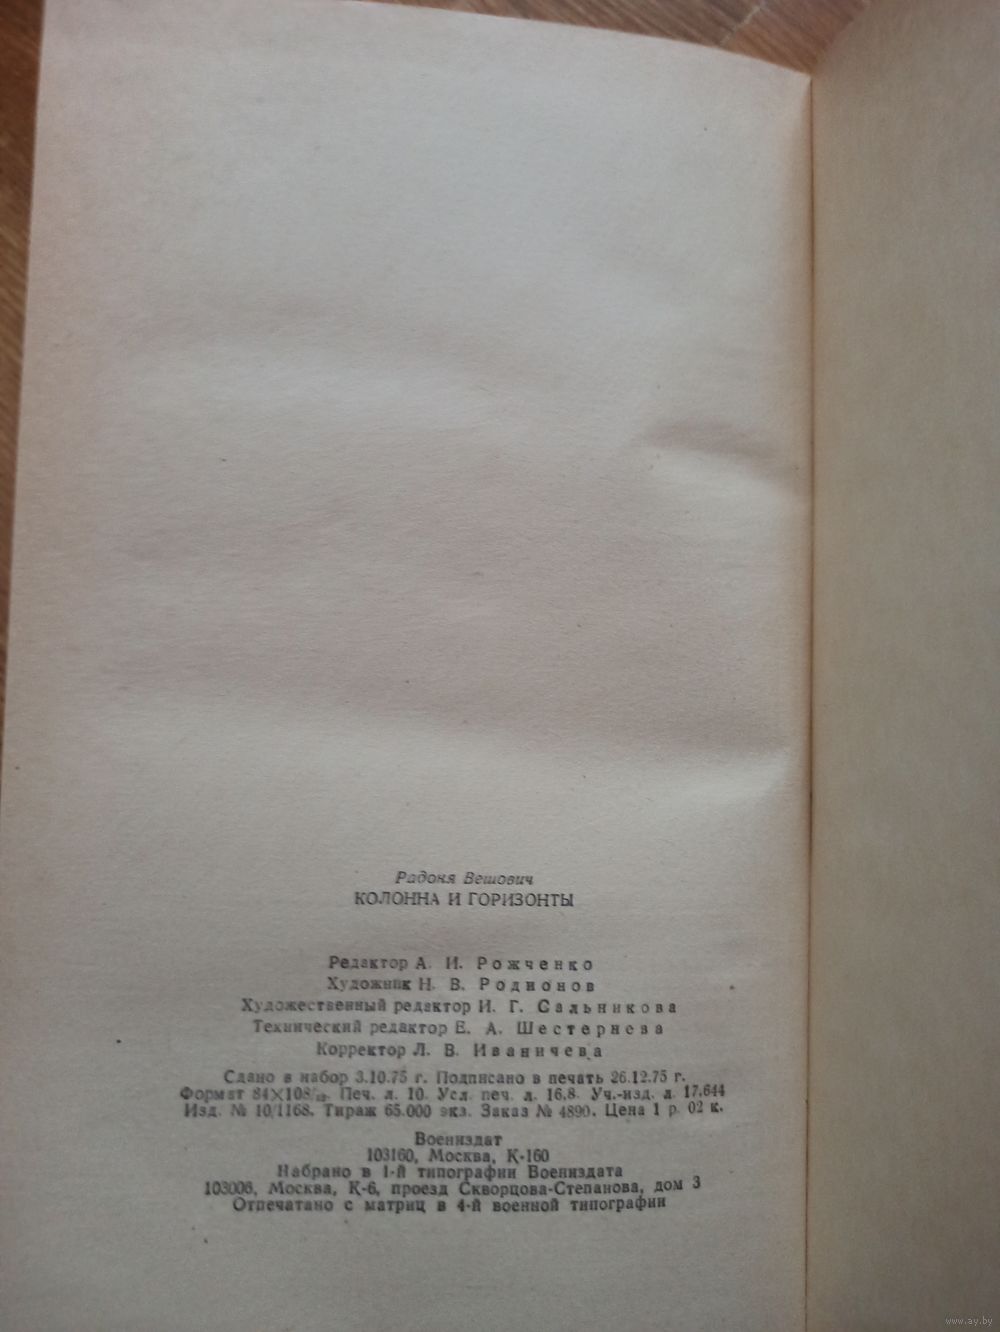 Радоня Вешович
КОЛОННА И ГОРИЗОНТЫ
Редактор А. И. Рожченко
Художник Н. В. Родионов
Художественный редактор И. Г. Сальникова
Технический редактор Е. А. Шестернева
Корректор Л. В. Иваничева
Сдано в набор 3.10.75 г. Подписано в печать 26.12.75 г.
Формат 84×108/₃₂. Печ. л. 10. Усл. печ. л. 16,8. Уч.-изд. л. 17,644
Изд. № 10/1168. Тираж 65.000 экз. Заказ № 4890. Цена 1 р. 02 к.
Воениздат
103160, Москва, К-160
Набрано в 1-й типографии Воениздата
103006, Москва, К-6, проезд Скворцова-Степанова, дом 3
Отпечатано с матриц в 4-й военной типографии
www.ay.by